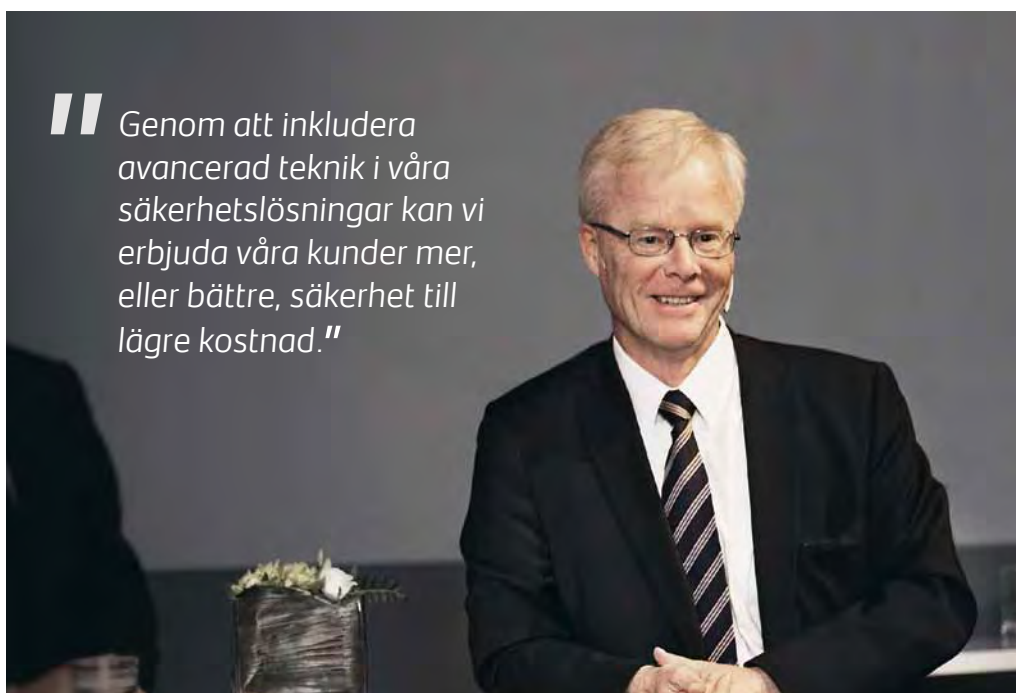 " Genom att inkludera
avancerad teknik i våra
säkerhetslösningar kan vi
erbjuda våra kunder mer,
eller bättre, säkerhet till
lägre kostnad."